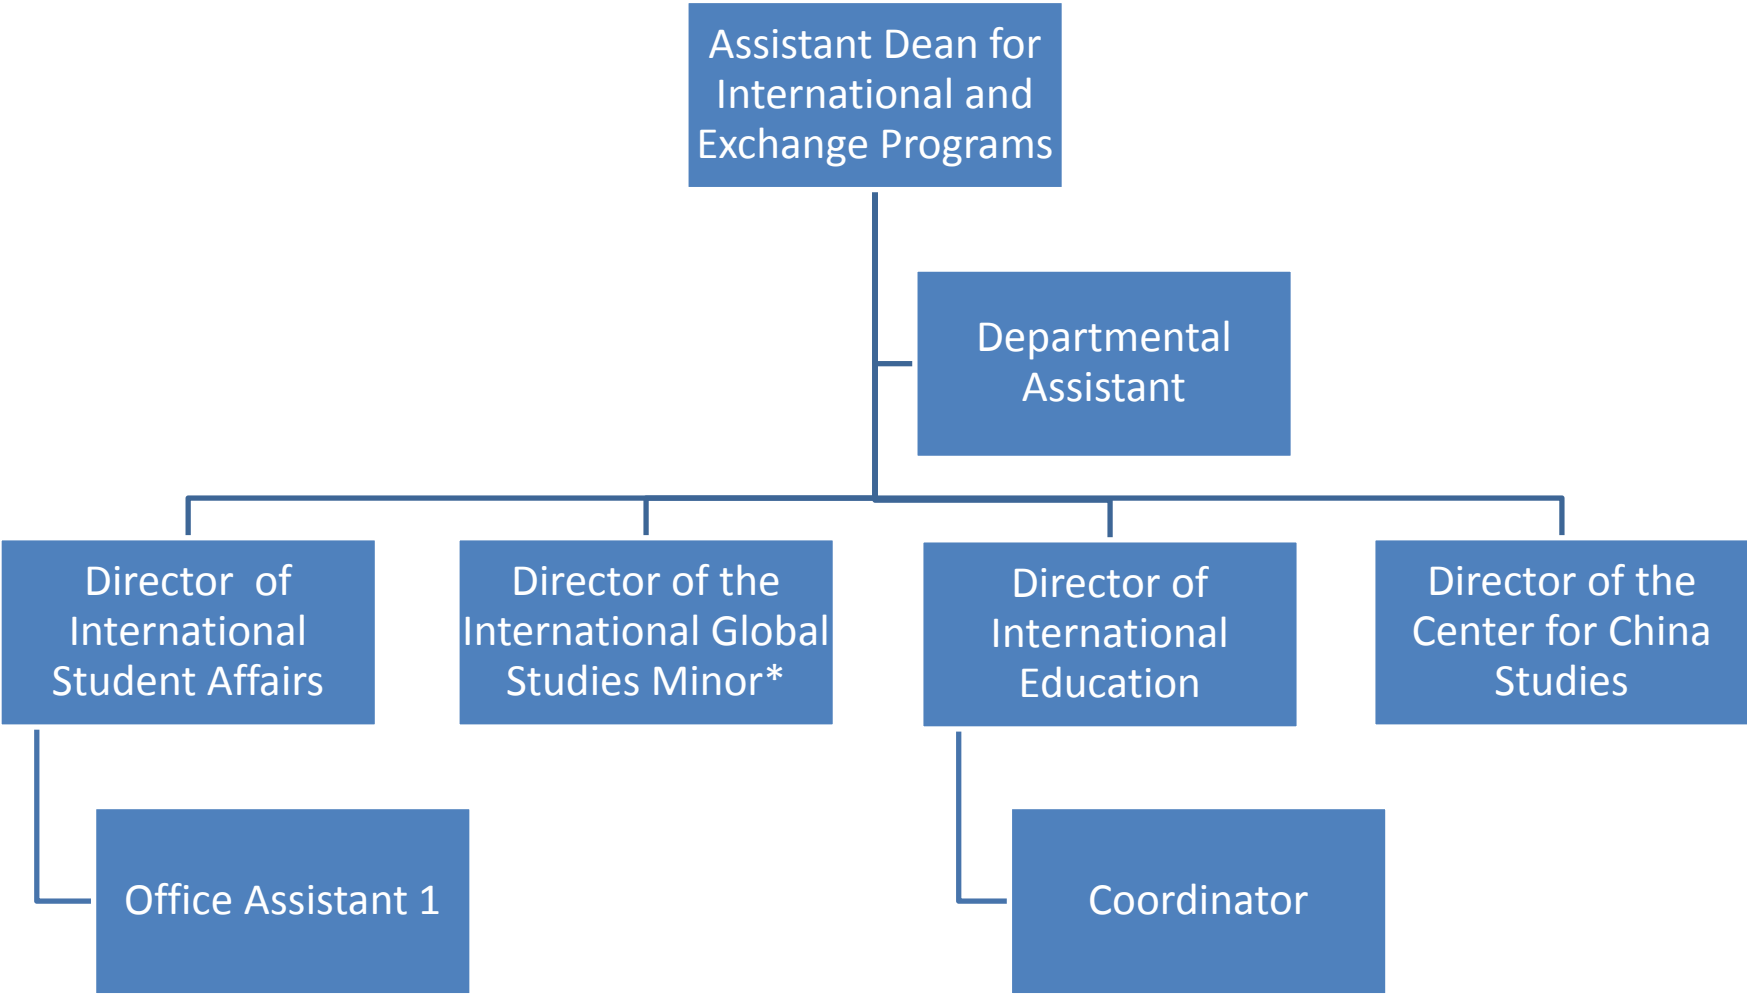 Assistant Dean for
International and
Exchange Programs
Departmental
Assistant
Director  of
International
Student Affairs
Director of the
International Global
Studies Minor*
Director of
International
Education
Director of the
Center for China
Studies
Office Assistant 1
Coordinator